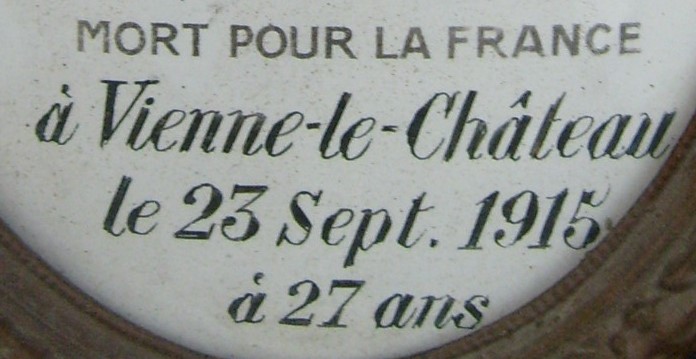 MORT POUR LA FRANCE
à Vienne-le-Château
le 23 Sept. 1915
à 27 ans